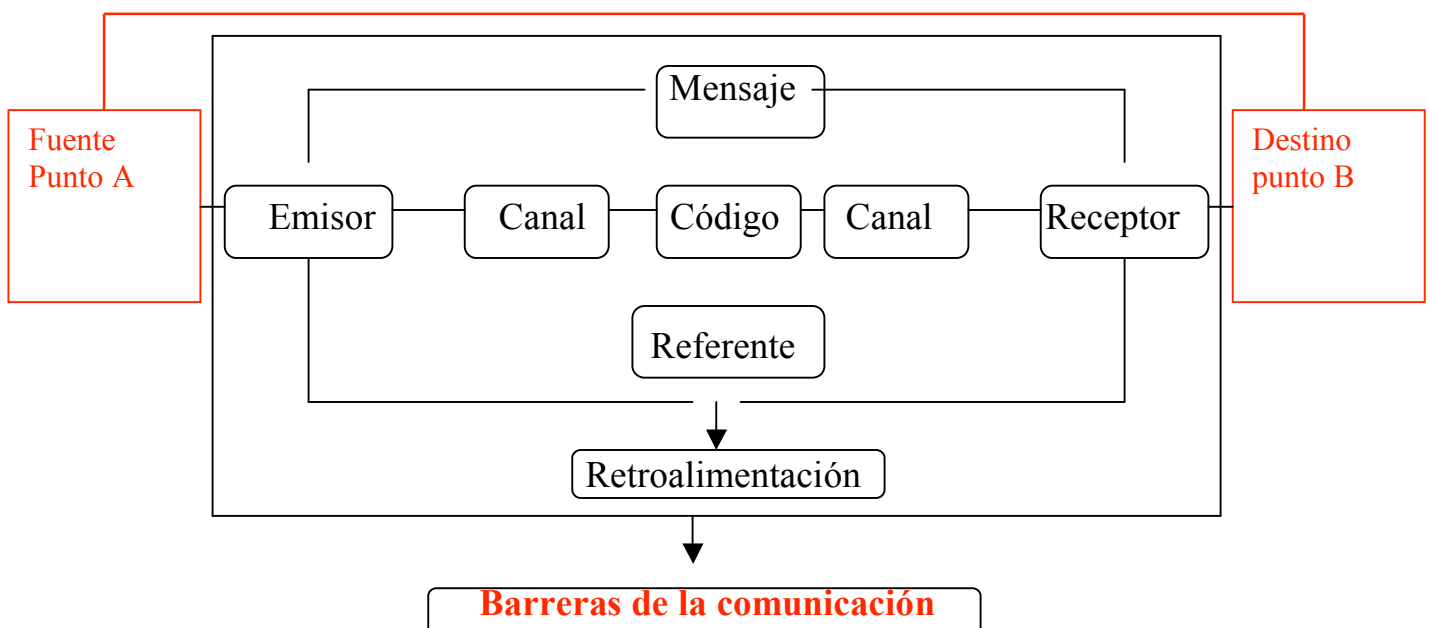 Mensaje
Fuente
Punto A
Destino
punto B
Emisor
Canal
Código
Canal
Receptor
Referente
Retroalimentación
Barreras de la comunicación